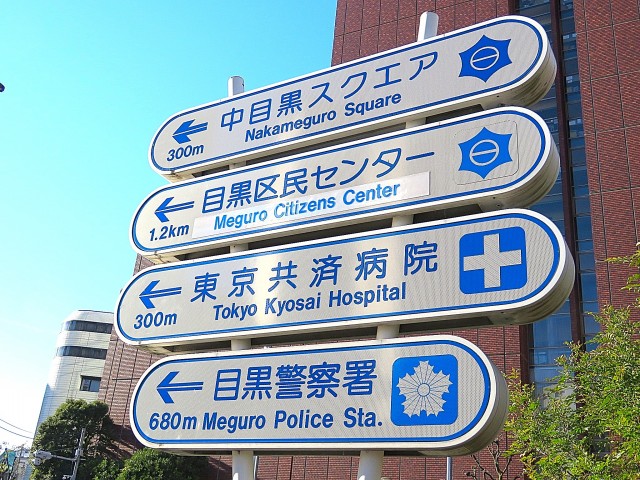 中目黒スクエア
Nakameguro Square
300m
目黒区民センター
Meguro Citizens Center
1.2km
東京共済病院
Tokyo Kyosai Hospital
300m
目黒警察署
680m Meguro Police Sta.